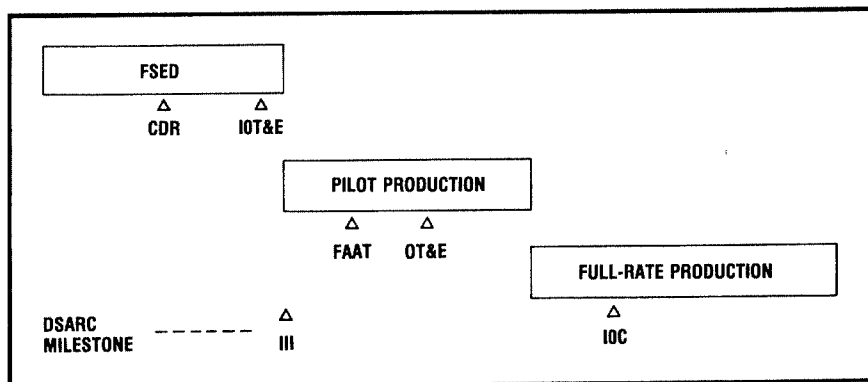 FSED
CDR IOT&E
PILOT PRODUCTION
FAAT OT&E
FULL-RATE PRODUCTION
IOC
DSARC
MILESTONE
III